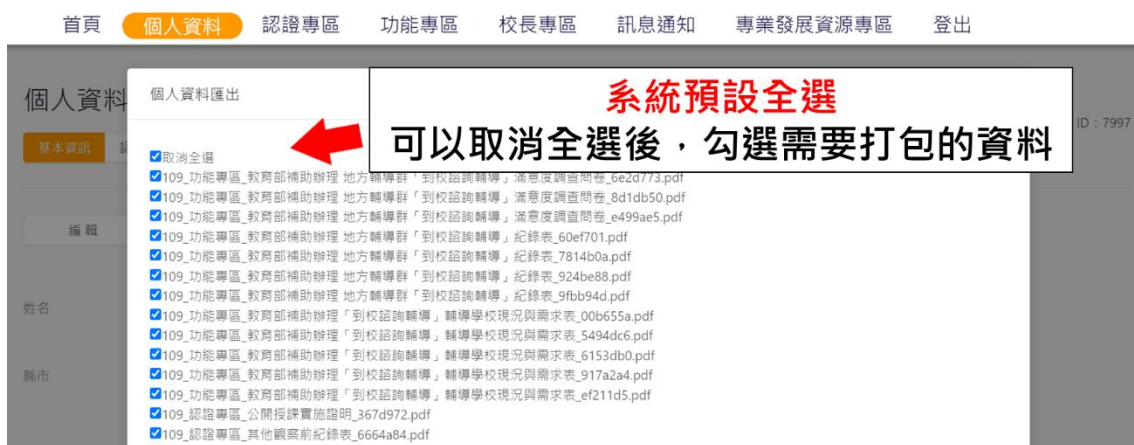 首頁 個人資料 認證專區 功能專區 校長專區 訊息通知 專業發展資源專區 登出
個人資料
個人資料匯出
系統預設全選
可以取消全選後，勾選需要打包的資料
ID：7997
基本資訊
取消全選
109_功能專區_教育部補助辦理 地方輔導群「到校諮詢輔導」滿意度調查問卷_6e2d773.pdf
109_功能專區_教育部補助辦理 地方輔導群「到校諮詢輔導」滿意度調查問卷_8d1db50.pdf
109_功能專區_教育部補助辦理 地方輔導群「到校諮詢輔導」滿意度調查問卷_e499ae5.pdf
編輯
109_功能專區_教育部補助辦理 地方輔導群「到校諮詢輔導」紀錄表_60ef701.pdf
109_功能專區_教育部補助辦理 地方輔導群「到校諮詢輔導」紀錄表_7814b0a.pdf
109_功能專區_教育部補助辦理 地方輔導群「到校諮詢輔導」紀錄表_924be88.pdf
109_功能專區_教育部補助辦理 地方輔導群「到校諮詢輔導」紀錄表_9fbb94d.pdf
姓名
109_功能專區_教育部補助辦理「到校諮詢輔導」輔導學校現況與需求表_00b655a.pdf
109_功能專區_教育部補助辦理「到校諮詢輔導」輔導學校現況與需求表_5494dc6.pdf
109_功能專區_教育部補助辦理「到校諮詢輔導」輔導學校現況與需求表_6153db0.pdf
縣市
109_功能專區_教育部補助辦理「到校諮詢輔導」輔導學校現況與需求表_917a2a4.pdf
109_功能專區_教育部補助辦理「到校諮詢輔導」輔導學校現況與需求表_ef211d5.pdf
109_認證專區_公開授課實施證明_367d972.pdf
109_認證專區_其他觀察前紀錄表_6664a84.pdf